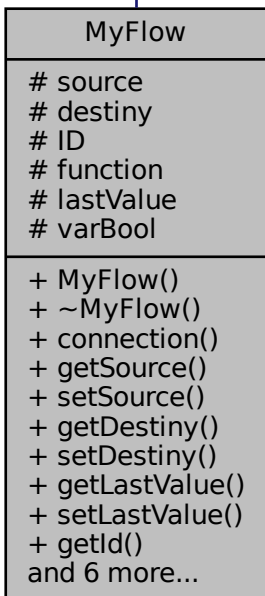 MyFlow
# source
# destiny
# ID
# function
# lastValue
# varBool
+ MyFlow()
+ ~MyFlow()
+ connection()
+ getSource()
+ setSource()
+ getDestiny()
+ setDestiny()
+ getLastValue()
+ setLastValue()
+ getId()
and 6 more...